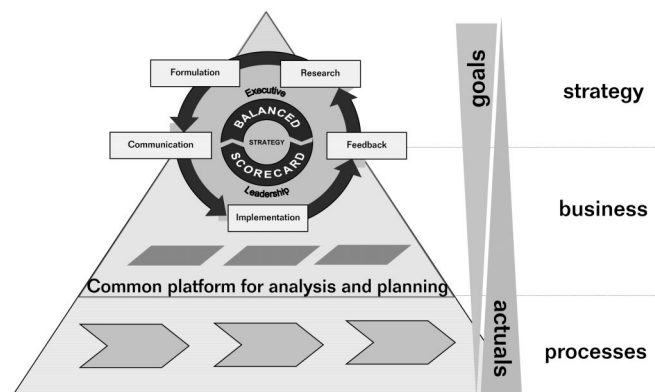 Formulation
Research
Executive
BALANCED
STRATEGY
SCORECARD
Leadership
Communication
Feedback
Implementation
Common platform for analysis and planning
goals
actuals
strategy
business
processes